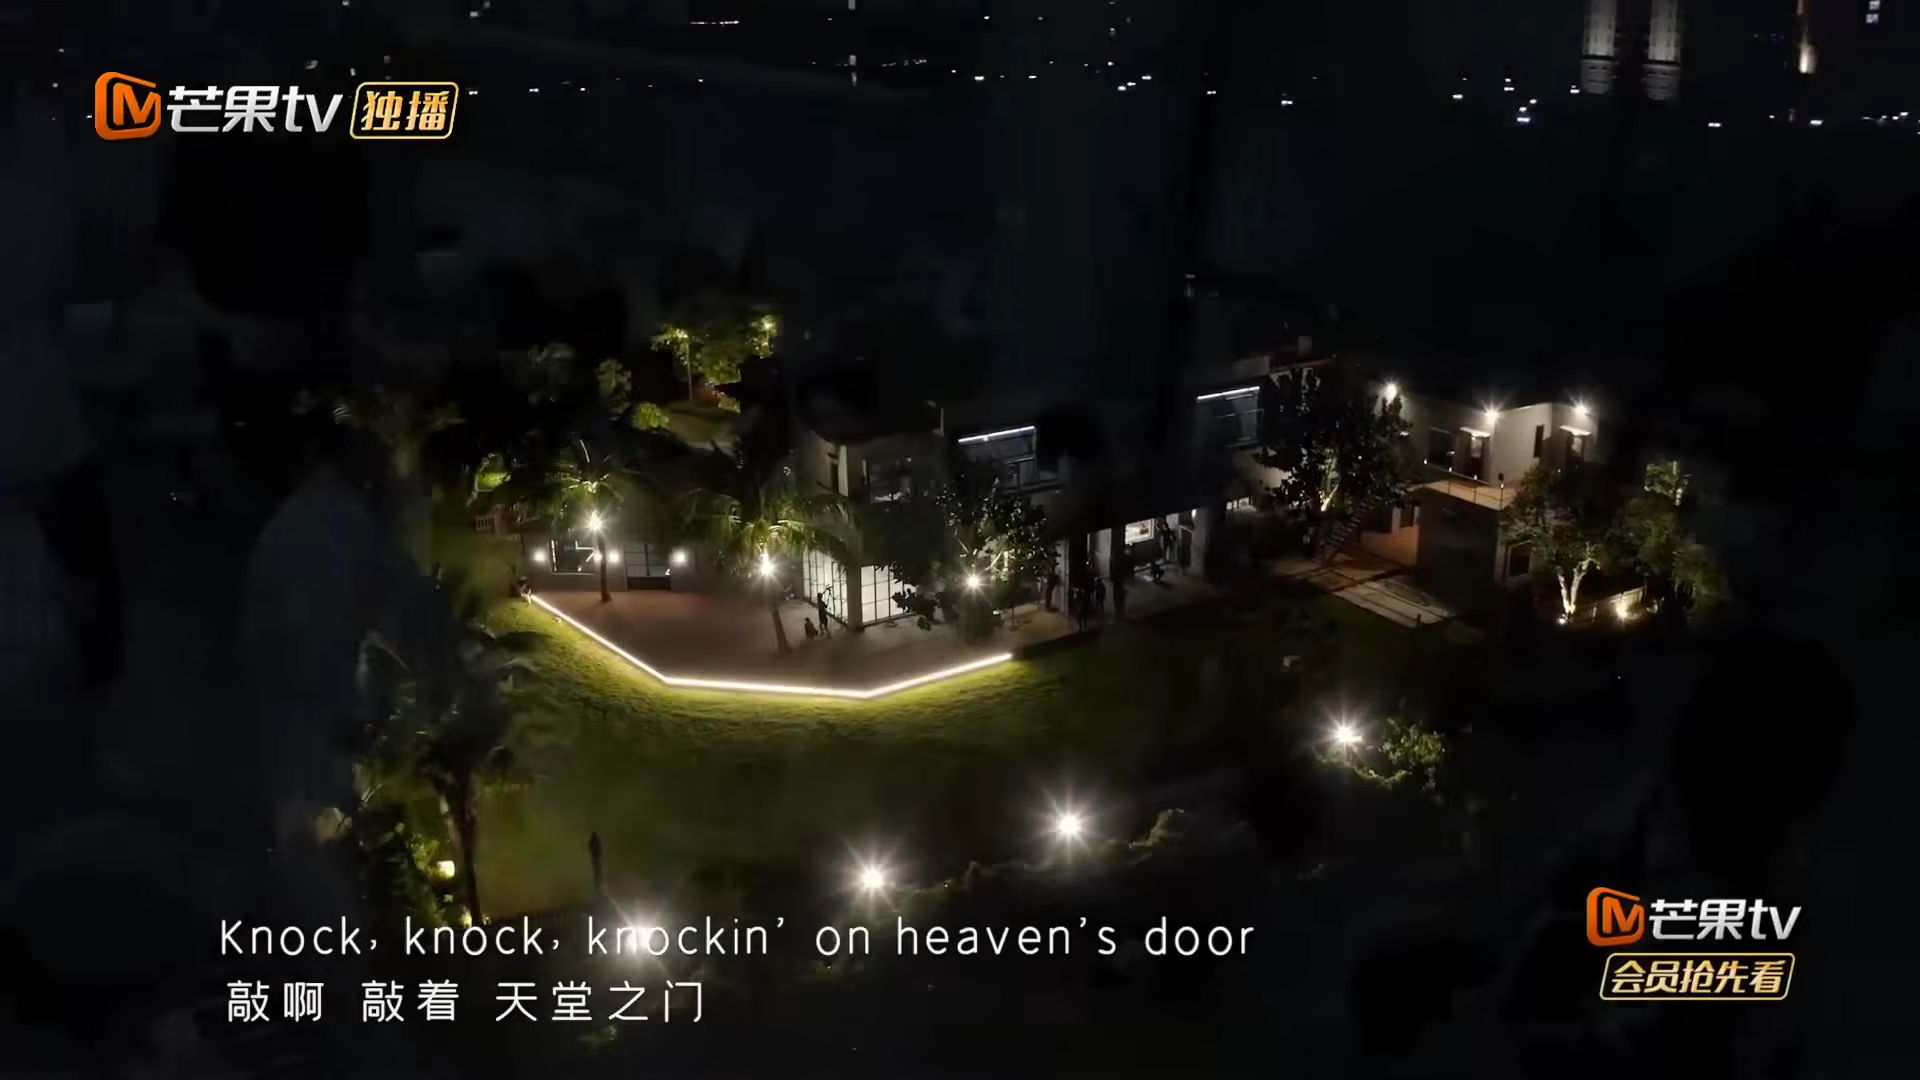 芒果tv 独播
Knock, knock, knockin' on heaven's door
敲啊 敲着 天堂之门
芒果tv
会员抢先看